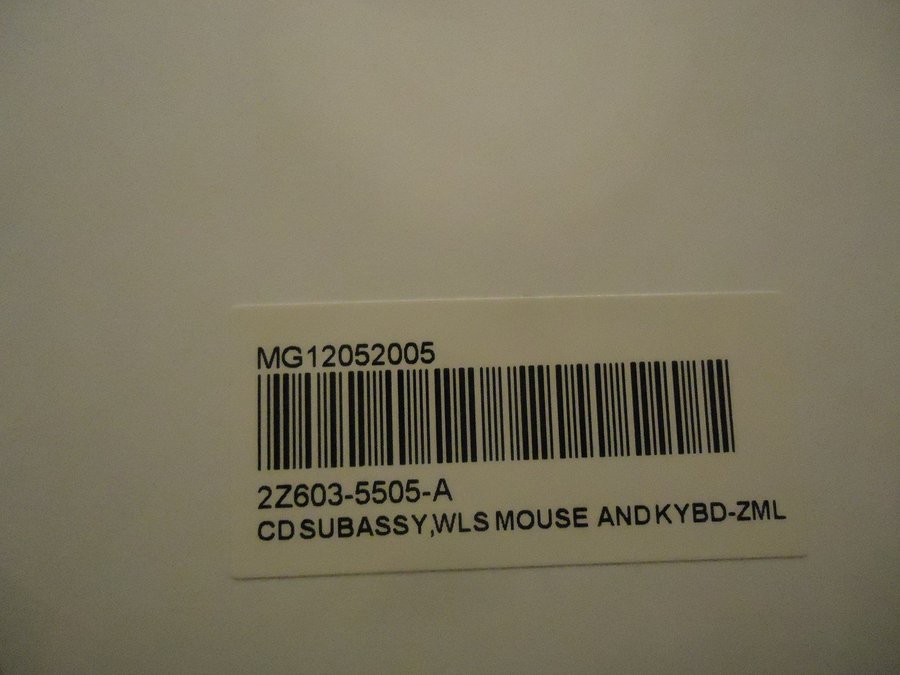 MG12052005
2Z603-5505-A
CD SUBASSY,WLS MOUSE AND KYBD-ZML